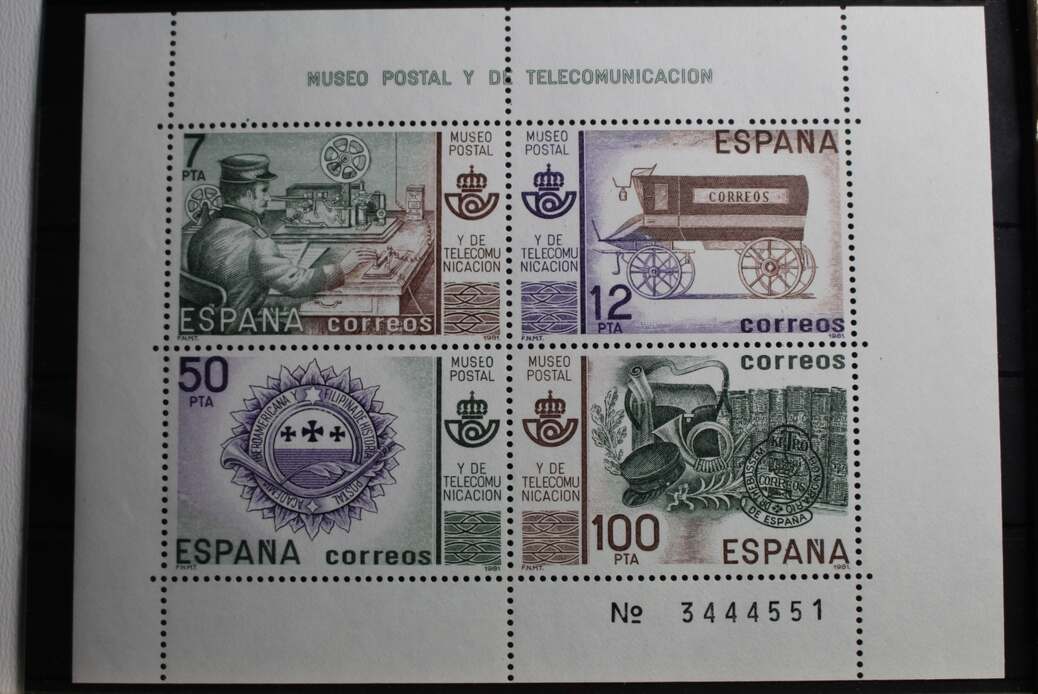 MUSEO POSTAL Y DE TELECOMUNICACION
7
PTA
MUSEO
POSTAL
Y DE
TELECOMU
NICACION
ESPAÑA correos
F.N.M.T. 1981
MUSEO
POSTAL
Y DE
TELECOMU
NICACION
ESPAÑA
CORREOS
12
PTA
correos
F.N.M.T. 1981
50
PTA
ACADEMIA IBEROAMERICANA Y FILIPINA DE HISTORIA POSTAL
MUSEO
POSTAL
Y DE
TELECOMU
NICACION
ESPAÑA correos
F.N.M.T. 1981
MUSEO
POSTAL
Y DE
TELECOMU
NICACION
correos
CORREOS
DE ESPAÑA
100
PTA
ESPAÑA
F.N.M.T. 1981
Nº 3444551